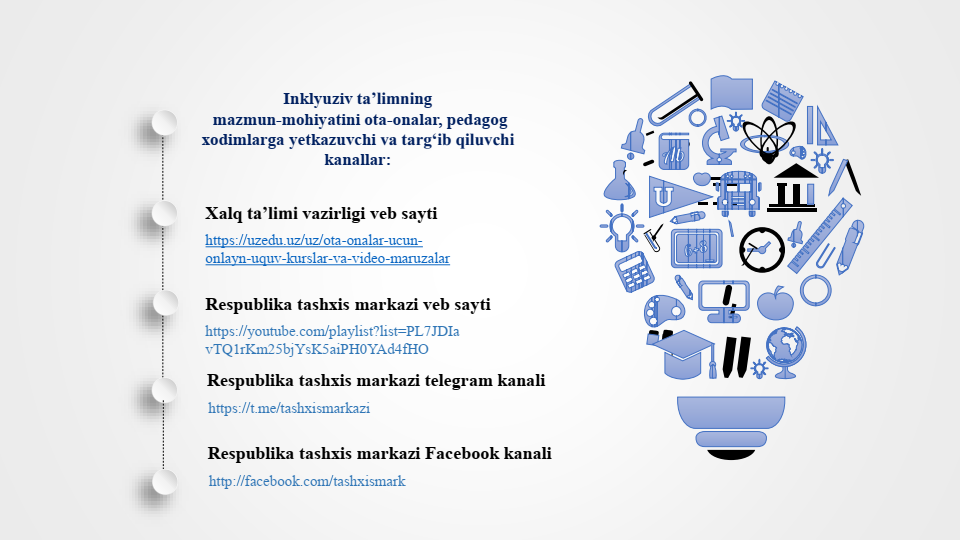 Inklyuziv ta’limning
mazmun-mohiyatini ota-onalar, pedagog
xodimlarga yetkazuvchi va targ‘ib qiluvchi
kanallar:
Xalq ta’limi vazirligi veb sayti
https://uzedu.uz/uz/ota-onalar-ucun-
onlayn-uquv-kurslar-va-video-maruzalar
Respublika tashxis markazi veb sayti
https://youtube.com/playlist?list=PL7JDIa
vTQ1rKm25bjYsK5aiPH0YAd4fHO
Respublika tashxis markazi telegram kanali
https://t.me/tashxismarkazi
Respublika tashxis markazi Facebook kanali
http://facebook.com/tashxismark
U